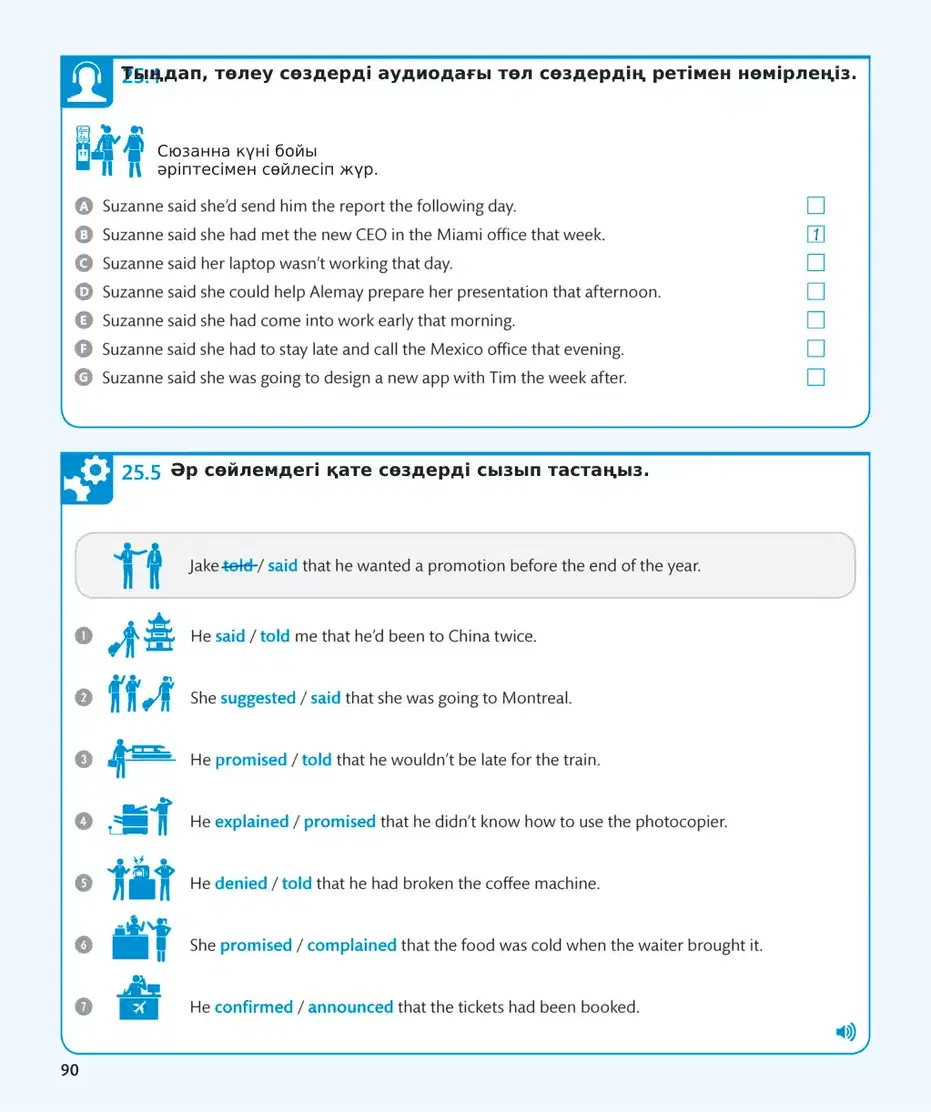 25.4 Тыңдап, төлеу сөздерді аудиодағы төл сөздердің ретімен нөмірлеңіз.
Сюзанна күні бойы
әріптесімен сөйлесіп жүр.
A Suzanne said she’d send him the report the following day.
B Suzanne said she had met the new CEO in the Miami office that week. 1
C Suzanne said her laptop wasn’t working that day.
D Suzanne said she could help Alemay prepare her presentation that afternoon.
E Suzanne said she had come into work early that morning.
F Suzanne said she had to stay late and call the Mexico office that evening.
G Suzanne said she was going to design a new app with Tim the week after.
25.5 Әр сөйлемдегі қате сөздерді сызып тастаңыз.
Jake told / said that he wanted a promotion before the end of the year.
1 He said / told me that he’d been to China twice.
2 She suggested / said that she was going to Montreal.
3 He promised / told that he wouldn’t be late for the train.
4 He explained / promised that he didn’t know how to use the photocopier.
5 He denied / told that he had broken the coffee machine.
6 She promised / complained that the food was cold when the waiter brought it.
7 He confirmed / announced that the tickets had been booked.
90